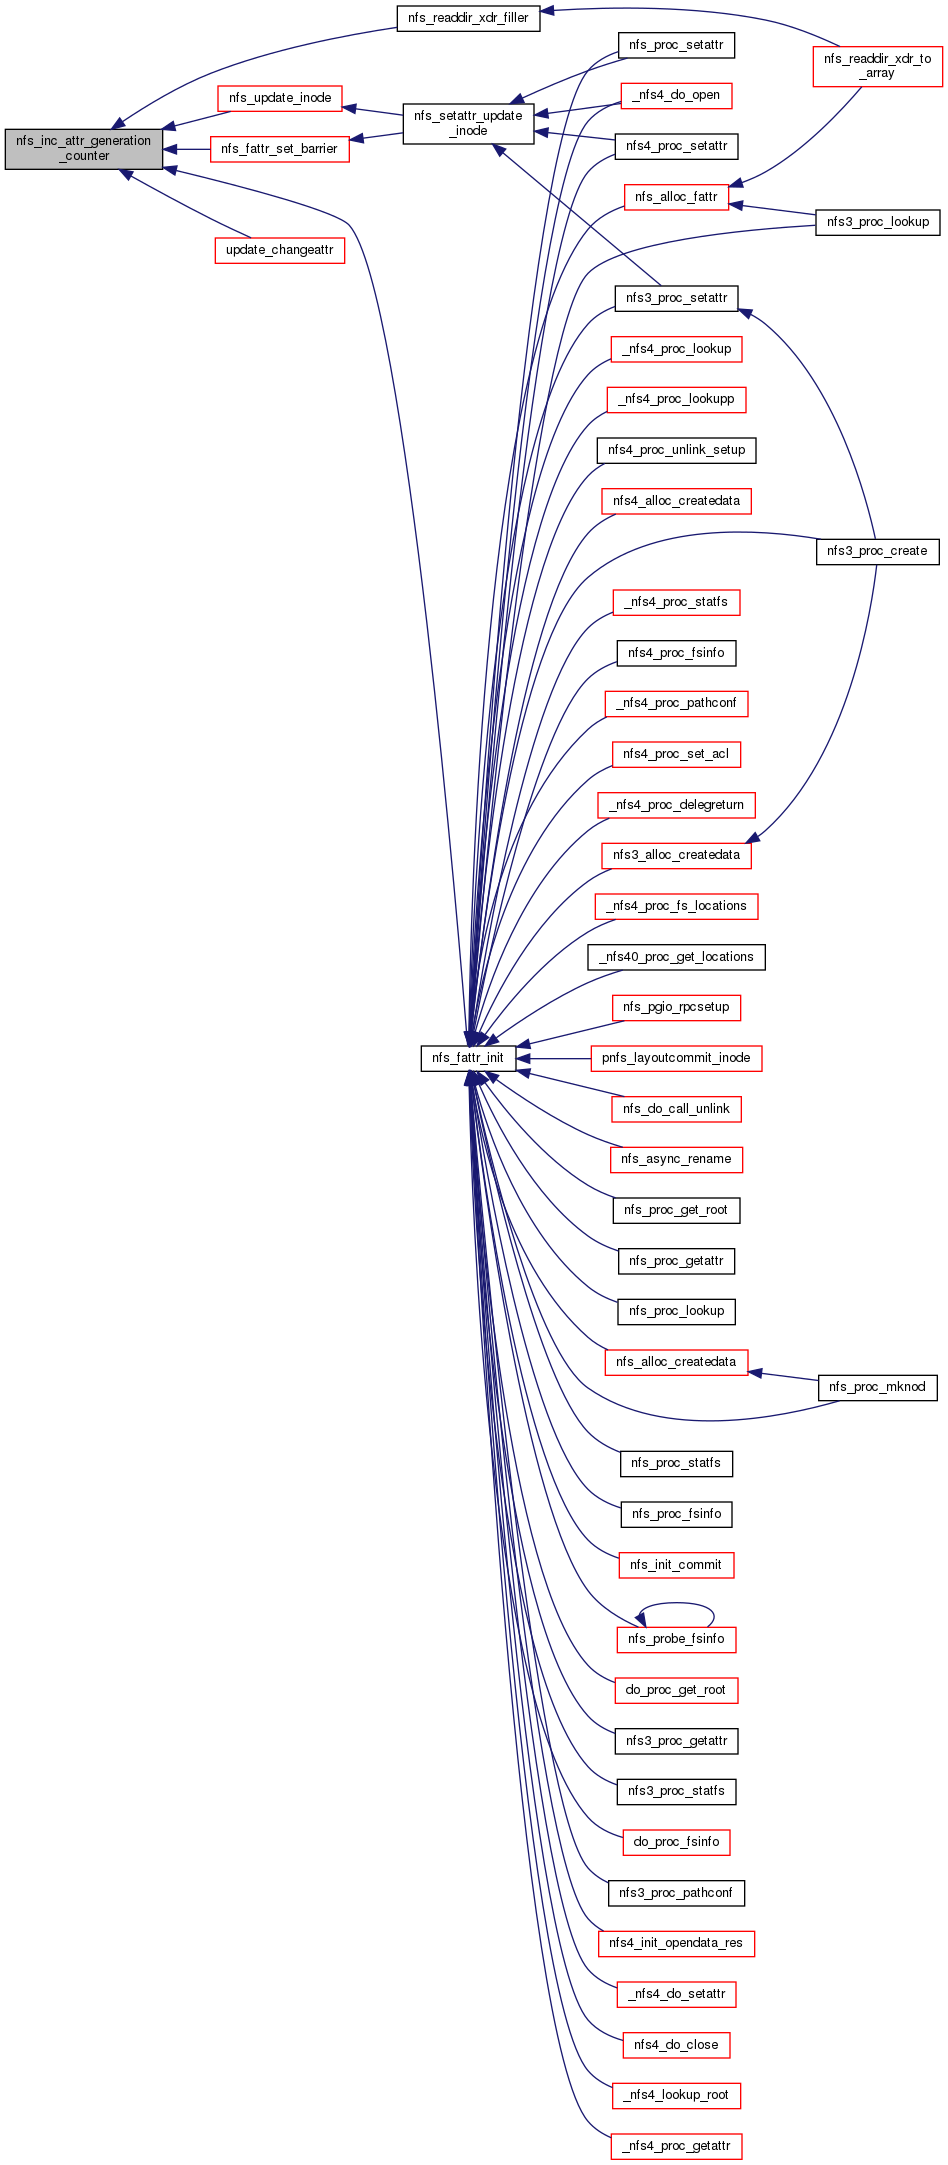 nfs_readdir_xdr_filler
nfs_proc_setattr
nfs_readdir_xdr_to
_array
nfs_update_inode
_nfs4_do_open
nfs_setattr_update
_inode
nfs_inc_attr_generation
_counter
nfs_fattr_set_barrier
nfs4_proc_setattr
nfs_alloc_fattr
nfs3_proc_lookup
update_changeattr
nfs3_proc_setattr
_nfs4_proc_lookup
_nfs4_proc_lookupp
nfs4_proc_unlink_setup
nfs4_alloc_createdata
nfs3_proc_create
_nfs4_proc_statfs
nfs4_proc_fsinfo
_nfs4_proc_pathconf
nfs4_proc_set_acl
_nfs4_proc_delegreturn
nfs3_alloc_createdata
_nfs4_proc_fs_locations
_nfs40_proc_get_locations
nfs_pgio_rpcsetup
nfs_fattr_init
pnfs_layoutcommit_inode
nfs_do_call_unlink
nfs_async_rename
nfs_proc_get_root
nfs_proc_getattr
nfs_proc_lookup
nfs_alloc_createdata
nfs_proc_mknod
nfs_proc_statfs
nfs_proc_fsinfo
nfs_init_commit
nfs_probe_fsinfo
do_proc_get_root
nfs3_proc_getattr
nfs3_proc_statfs
do_proc_fsinfo
nfs3_proc_pathconf
nfs4_init_opendata_res
_nfs4_do_setattr
nfs4_do_close
_nfs4_lookup_root
_nfs4_proc_getattr